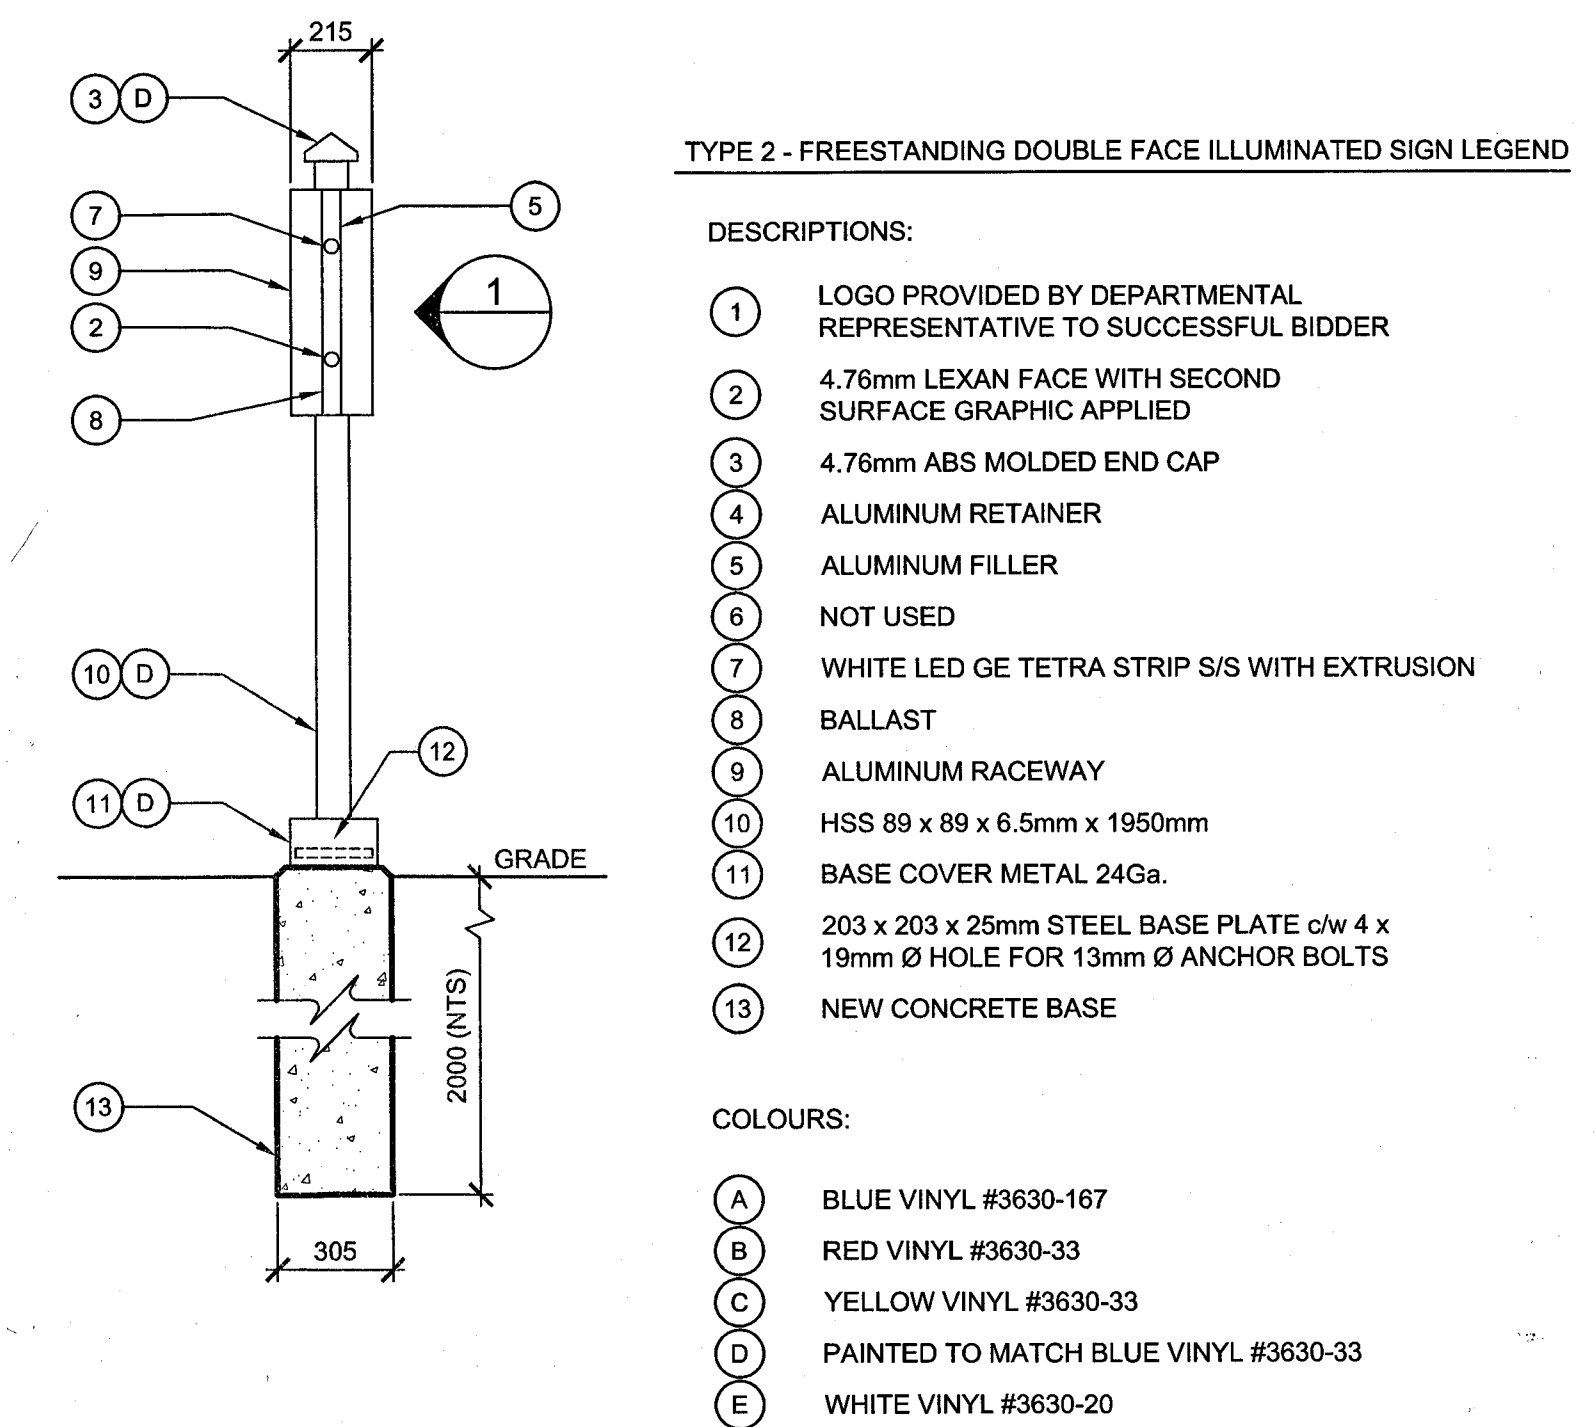 215
3 D
7
5
9
1
2
8
10 D
12
11 D
GRADE
2000 (NTS)
13
305
TYPE 2 - FREESTANDING DOUBLE FACE ILLUMINATED SIGN LEGEND
DESCRIPTIONS:
1 LOGO PROVIDED BY DEPARTMENTAL
REPRESENTATIVE TO SUCCESSFUL BIDDER
2 4.76mm LEXAN FACE WITH SECOND
SURFACE GRAPHIC APPLIED
3 4.76mm ABS MOLDED END CAP
4 ALUMINUM RETAINER
5 ALUMINUM FILLER
6 NOT USED
7 WHITE LED GE TETRA STRIP S/S WITH EXTRUSION
8 BALLAST
9 ALUMINUM RACEWAY
10 HSS 89 x 89 x 6.5mm x 1950mm
11 BASE COVER METAL 24Ga.
12 203 x 203 x 25mm STEEL BASE PLATE c/w 4 x
19mm Ø HOLE FOR 13mm Ø ANCHOR BOLTS
13 NEW CONCRETE BASE
COLOURS:
A BLUE VINYL #3630-167
B RED VINYL #3630-33
C YELLOW VINYL #3630-33
D PAINTED TO MATCH BLUE VINYL #3630-33
E WHITE VINYL #3630-20